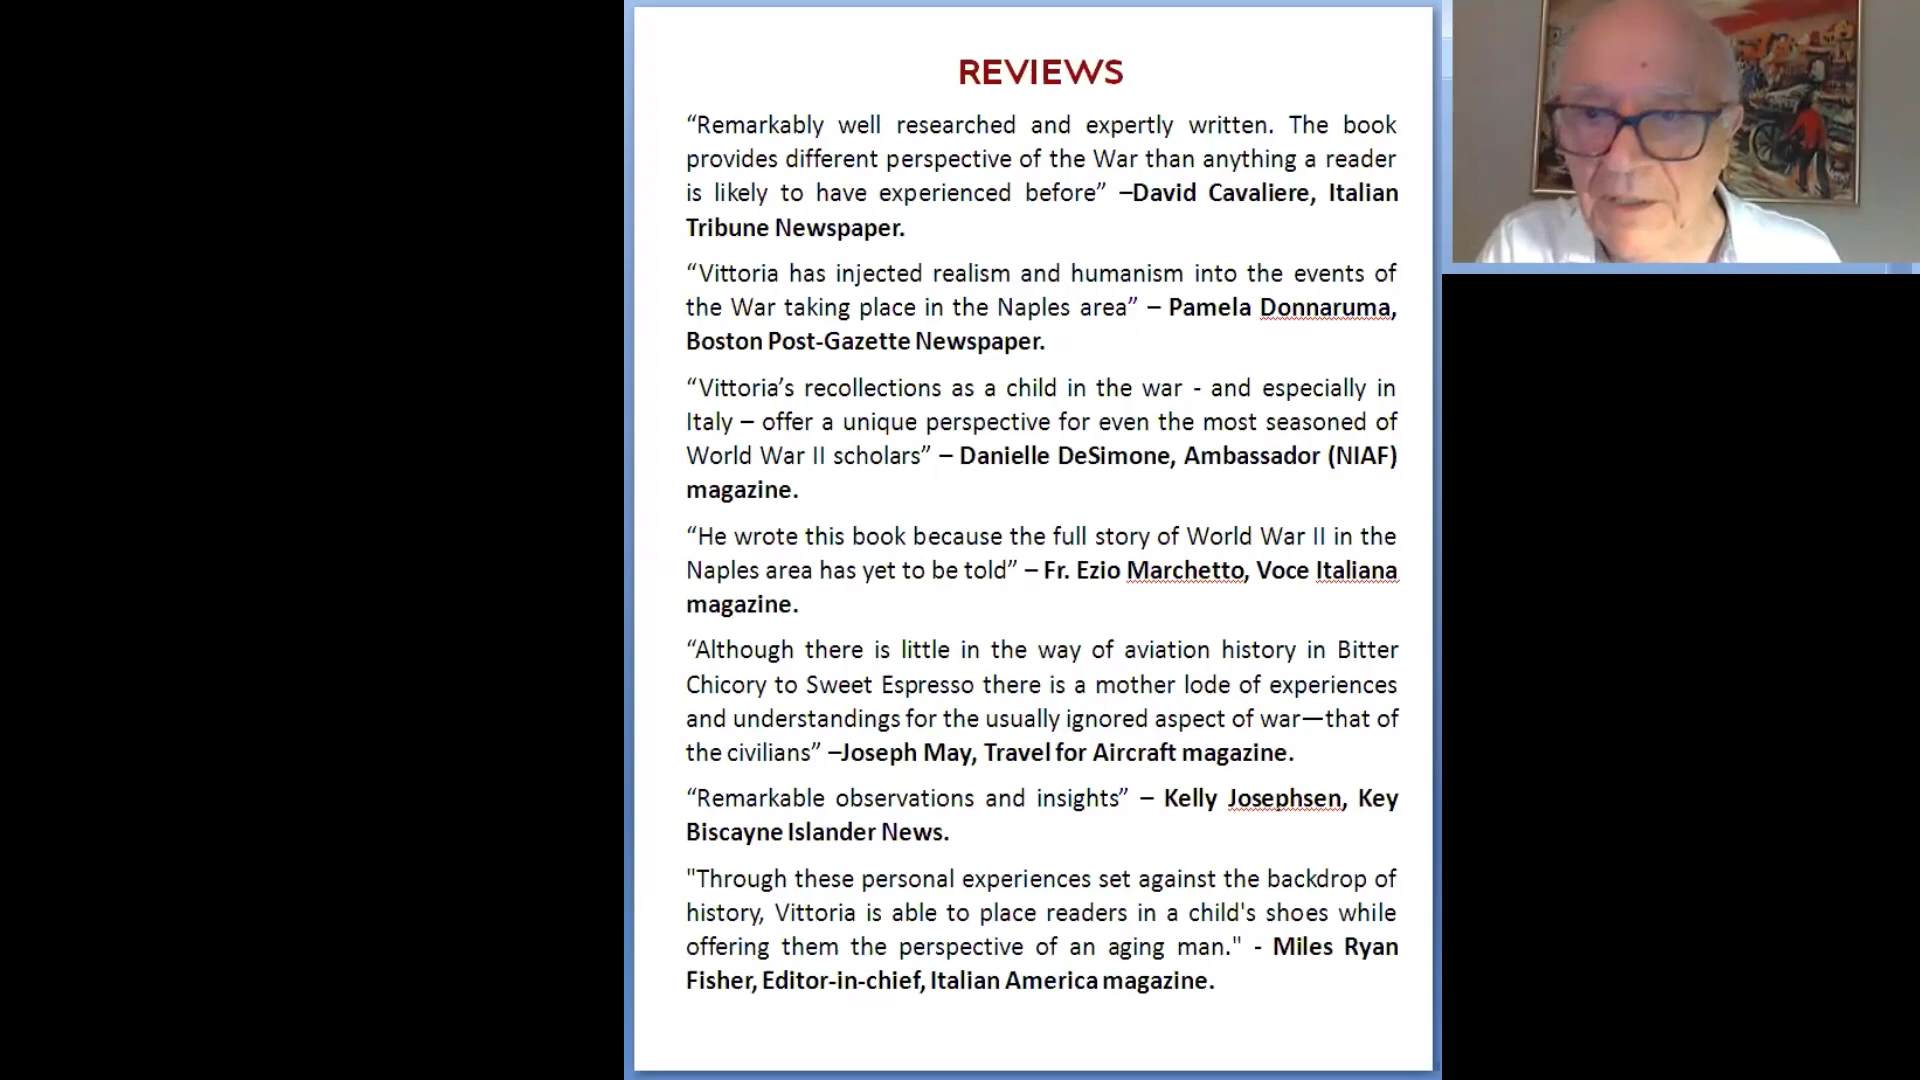 REVIEWS
“Remarkably well researched and expertly written. The book
provides different perspective of the War than anything a reader
is likely to have experienced before” –David Cavaliere, Italian
Tribune Newspaper.
“Vittoria has injected realism and humanism into the events of
the War taking place in the Naples area” – Pamela Donnaruma,
Boston Post-Gazette Newspaper.
“Vittoria’s recollections as a child in the war - and especially in
Italy – offer a unique perspective for even the most seasoned of
World War II scholars” – Danielle DeSimone, Ambassador (NIAF)
magazine.
“He wrote this book because the full story of World War II in the
Naples area has yet to be told” – Fr. Ezio Marchetto, Voce Italiana
magazine.
“Although there is little in the way of aviation history in Bitter
Chicory to Sweet Espresso there is a mother lode of experiences
and understandings for the usually ignored aspect of war—that of
the civilians” –Joseph May, Travel for Aircraft magazine.
“Remarkable observations and insights” – Kelly Josephsen, Key
Biscayne Islander News.
"Through these personal experiences set against the backdrop of
history, Vittoria is able to place readers in a child's shoes while
offering them the perspective of an aging man." - Miles Ryan
Fisher, Editor-in-chief, Italian America magazine.